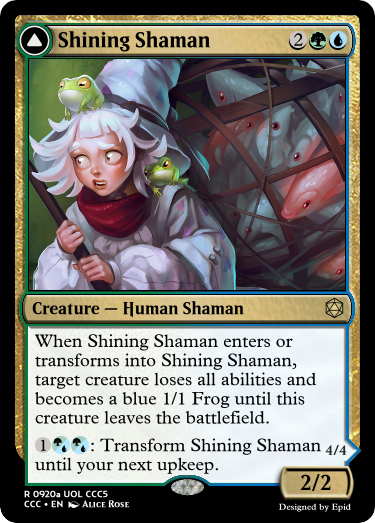 Shining Shaman 2
Creature — Human Shaman
When Shining Shaman enters or
transforms into Shining Shaman,
target creature loses all abilities and
becomes a blue 1/1 Frog until this
creature leaves the battlefield.
1: Transform Shining Shaman
until your next upkeep.
4/4
2/2
R 0920a UOL CCC5
CCC • EN Alice Rose
Designed by Epid